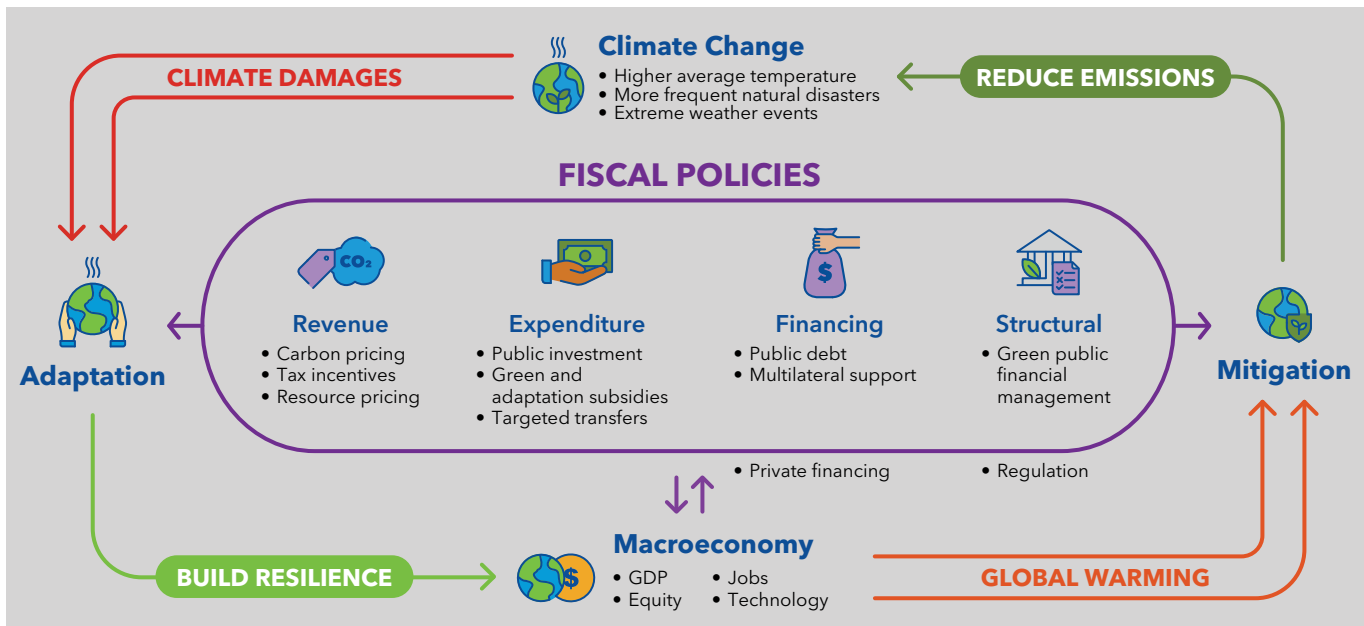 Climate Change
• Higher average temperature
• More frequent natural disasters
• Extreme weather events
CLIMATE DAMAGES
REDUCE EMISSIONS
FISCAL POLICIES
CO₂
$
Revenue
• Carbon pricing
• Tax incentives
• Resource pricing
Expenditure
• Public investment
• Green and
adaptation subsidies
• Targeted transfers
Financing
• Public debt
• Multilateral support
Structural
• Green public
financial
management
Adaptation
Mitigation
• Private financing
• Regulation
Macroeconomy
• GDP
• Jobs
• Equity
• Technology
$
BUILD RESILIENCE
GLOBAL WARMING